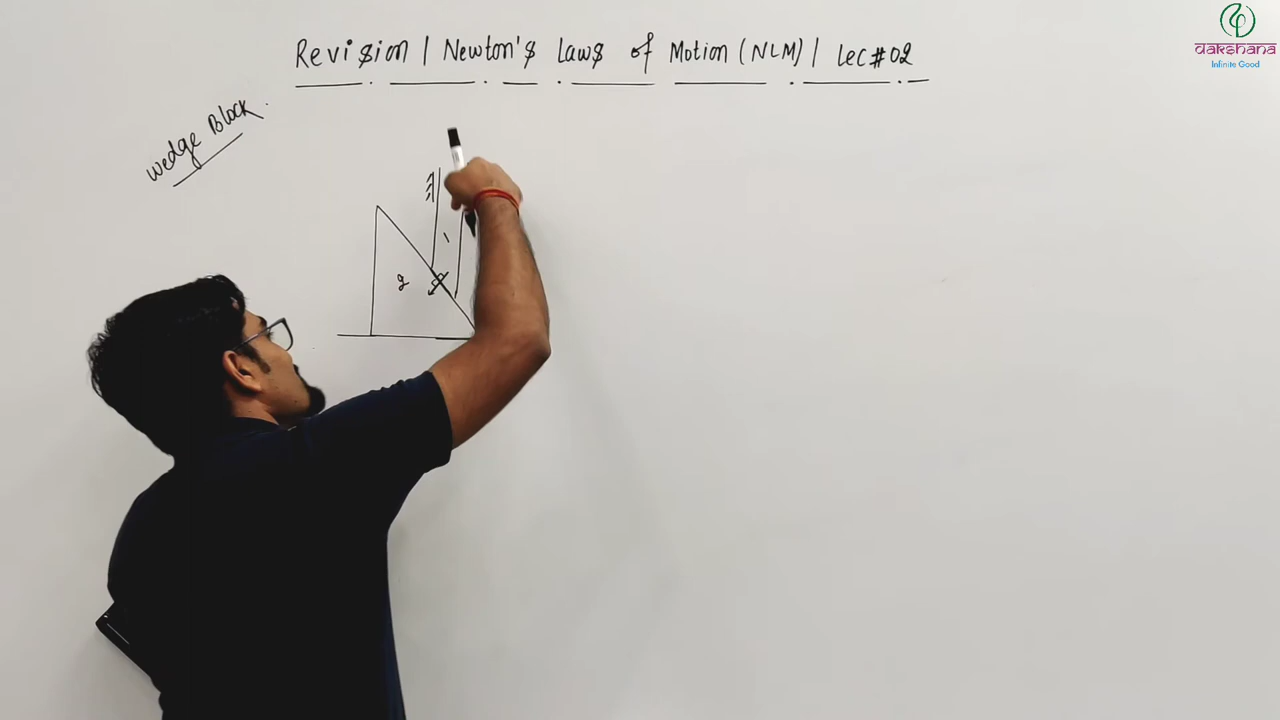 Revision | Newton's Laws of Motion (NLM) | Lec#02
dakshana
Infinite Good
Wedge Block.
1
2